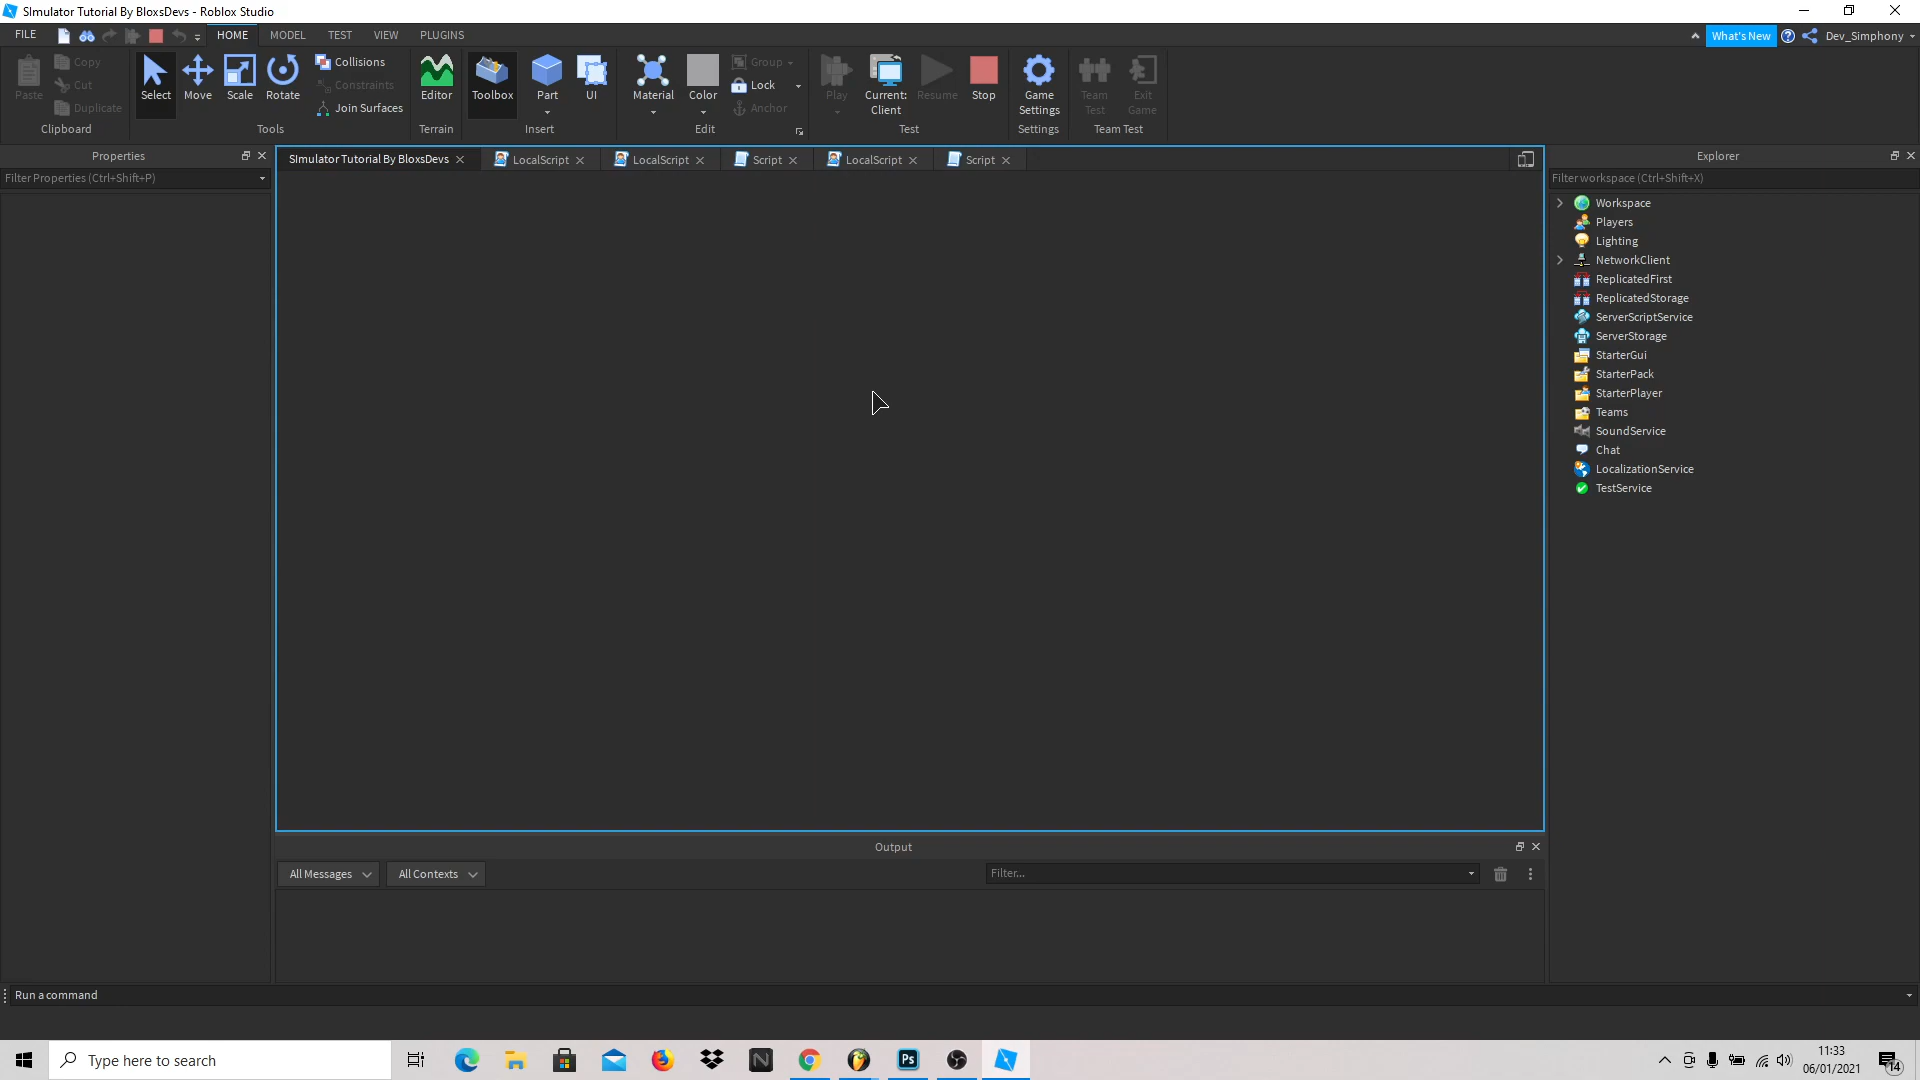 SImulator Tutorial By BloxsDevs - Roblox Studio
FILE HOME MODEL TEST VIEW PLUGINS What's New Dev_Simphony
Paste Copy Cut Duplicate
Clipboard
Select Move Scale Rotate Collisions Constraints Join Surfaces
Tools
Editor
Terrain
Toolbox Part UI
Insert
Material Color Group Lock Anchor
Edit
Play Current: Client Resume Stop
Test
Game Settings
Settings
Team Test Exit Game
Team Test
Properties
Filter Properties (Ctrl+Shift+P)
SImulator Tutorial By BloxsDevs LocalScript LocalScript Script LocalScript Script
Explorer
Filter workspace (Ctrl+Shift+X)
Workspace
Players
Lighting
NetworkClient
ReplicatedFirst
ReplicatedStorage
ServerScriptService
ServerStorage
StarterGui
StarterPack
StarterPlayer
Teams
SoundService
Chat
LocalizationService
TestService
Output
All Messages All Contexts Filter...
Run a command
Type here to search
Ps
11:33
06/01/2021
14